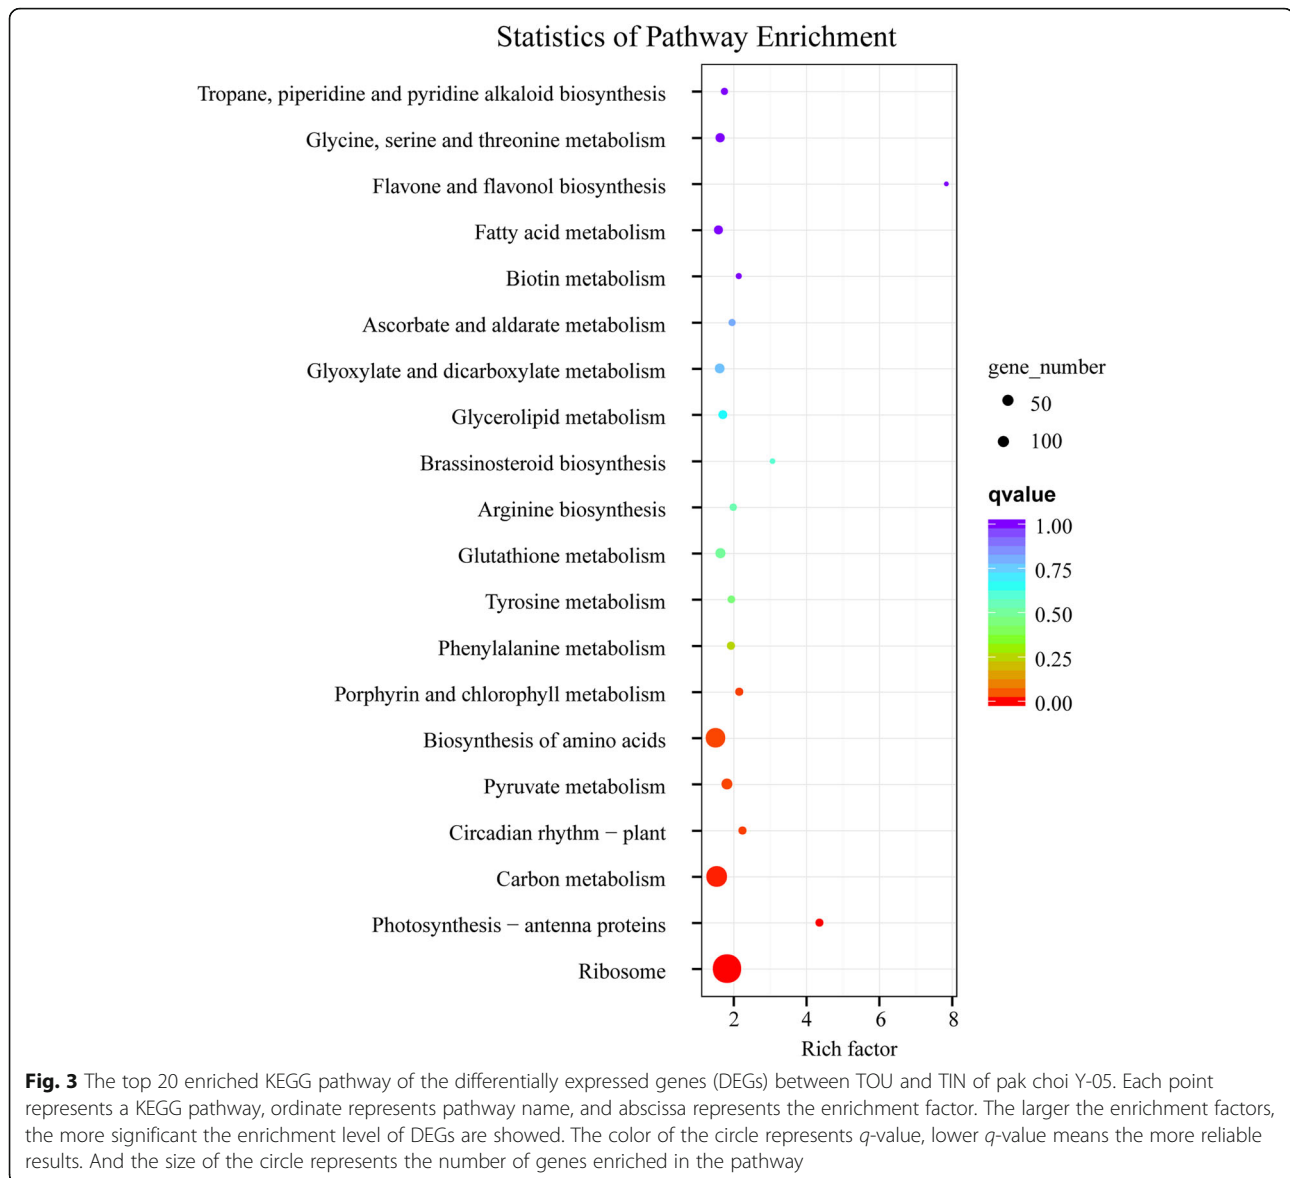 Statistics of Pathway Enrichment
Tropane, piperidine and pyridine alkaloid biosynthesis
Glycine, serine and threonine metabolism
Flavone and flavonol biosynthesis
Fatty acid metabolism
Biotin metabolism
Ascorbate and aldarate metabolism
Glyoxylate and dicarboxylate metabolism
Glycerolipid metabolism
Brassinosteroid biosynthesis
Arginine biosynthesis
Glutathione metabolism
Tyrosine metabolism
Phenylalanine metabolism
Porphyrin and chlorophyll metabolism
Biosynthesis of amino acids
Pyruvate metabolism
Circadian rhythm − plant
Carbon metabolism
Photosynthesis − antenna proteins
Ribosome
2 4 6 8
Rich factor
gene_number
50
100
qvalue
1.00
0.75
0.50
0.25
0.00
Fig. 3 The top 20 enriched KEGG pathway of the differentially expressed genes (DEGs) between TOU and TIN of pak choi Y-05. Each point
represents a KEGG pathway, ordinate represents pathway name, and abscissa represents the enrichment factor. The larger the enrichment factors,
the more significant the enrichment level of DEGs are showed. The color of the circle represents q-value, lower q-value means the more reliable
results. And the size of the circle represents the number of genes enriched in the pathway